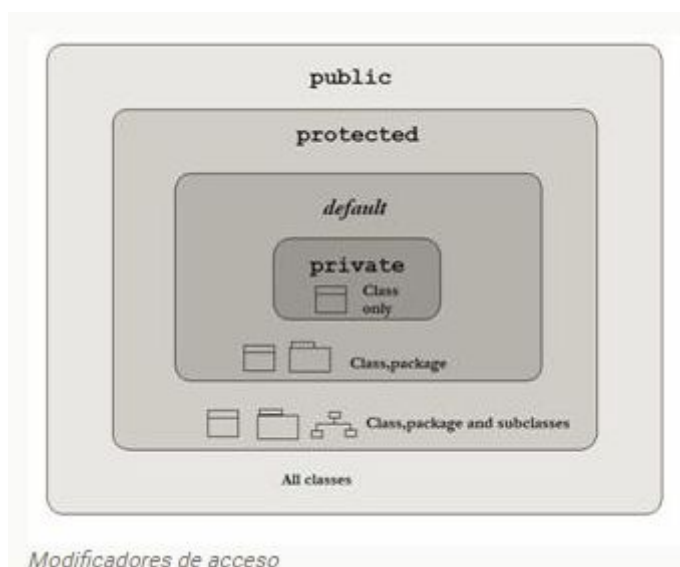 public
protected
default
private
Class
only
Class,package
Class,package and subclasses
All classes
Modificadores de acceso